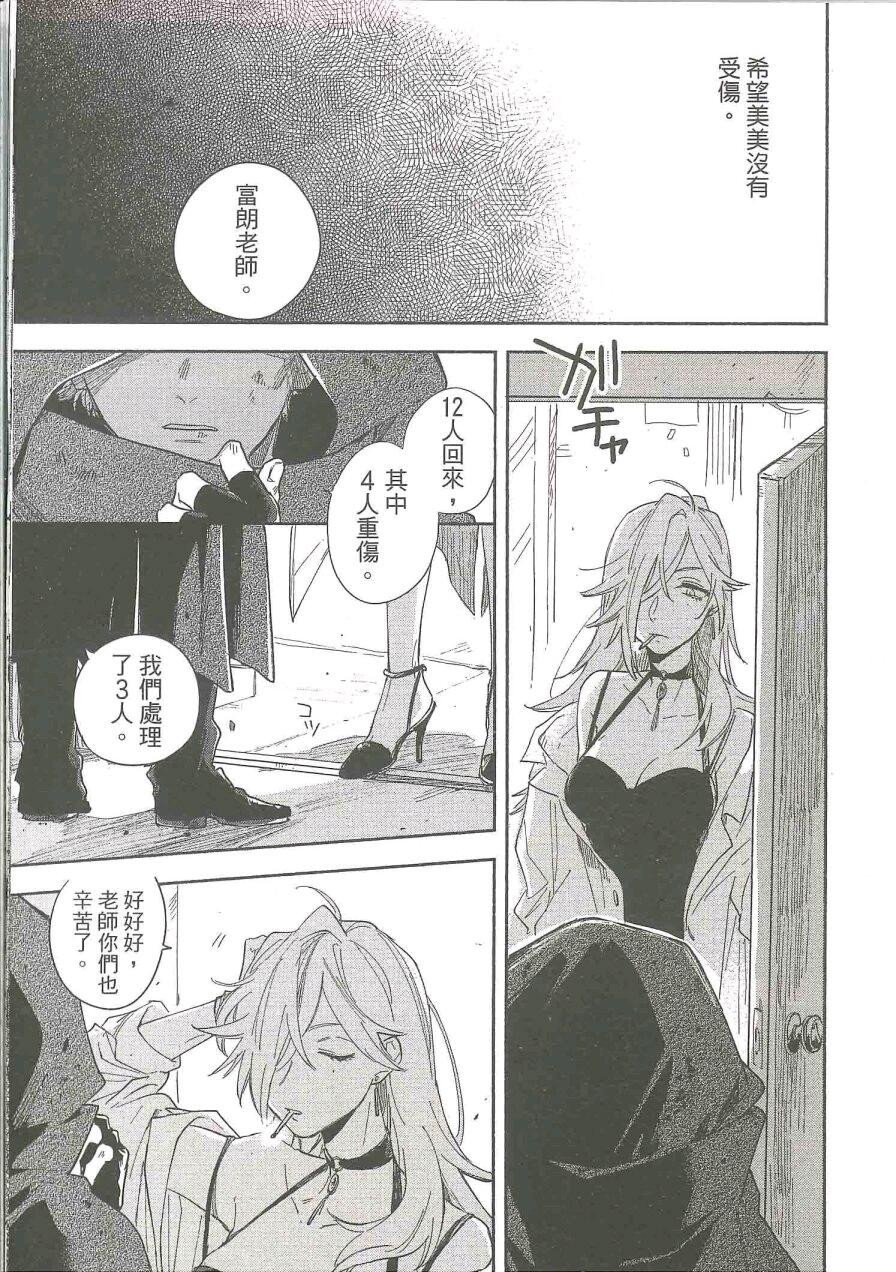 希望美美沒有
受傷。
富朗老師。
ガチャ
12人回來，
其中
4人重傷。
我們處理
了3人。
コツ
好好好，
老師你們也
辛苦了。